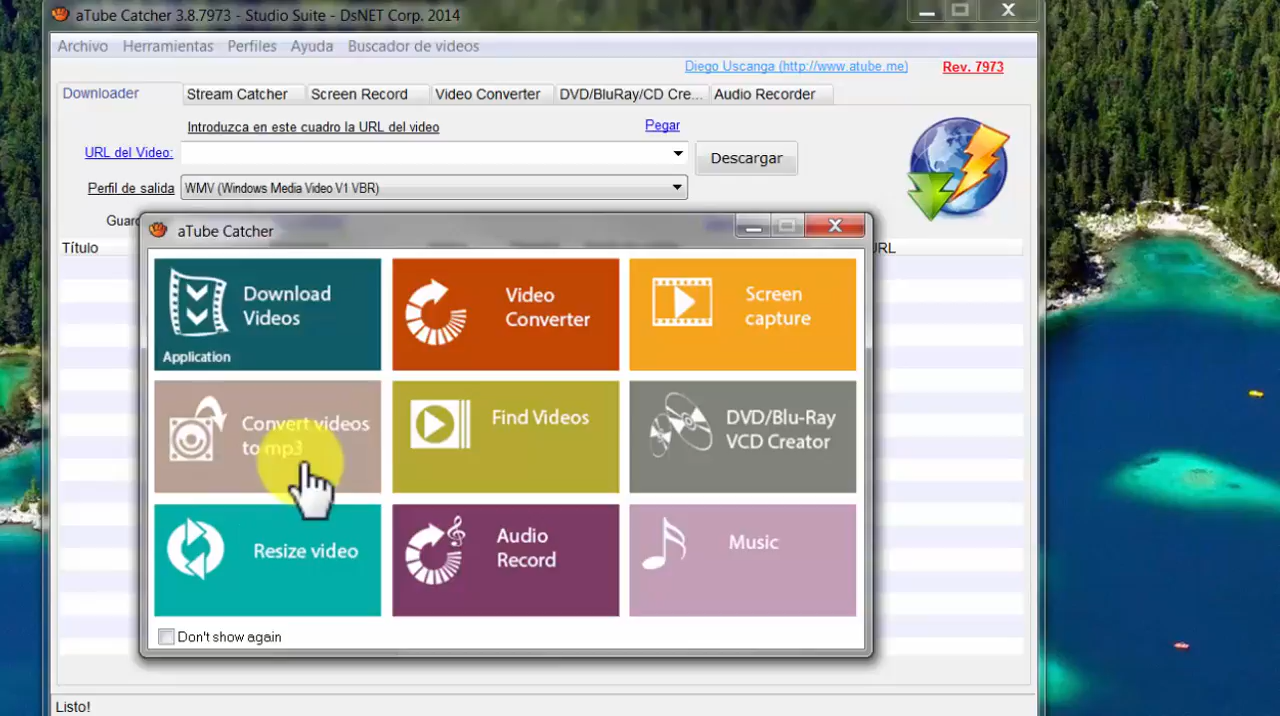 aTube Catcher 3.8.7973 - Studio Suite - DsNET Corp. 2014
Archivo Herramientas Perfiles Ayuda Buscador de videos
Diego Uscanga (http://www.atube.me) Rev. 7973
Downloader Stream Catcher Screen Record Video Converter DVD/BluRay/CD Cre... Audio Recorder
Introduzca en este cuadro la URL del video Pegar
URL del Video: Descargar
Perfil de salida WMV (Windows Media Video V1 VBR)
Guar
aTube Catcher
Título
URL
Download
Videos
Application
Video
Converter
Screen
capture
Convert videos
to mp3
Find Videos
DVD/Blu-Ray
VCD Creator
Resize video
Audio
Record
Music
Don't show again
Listo!